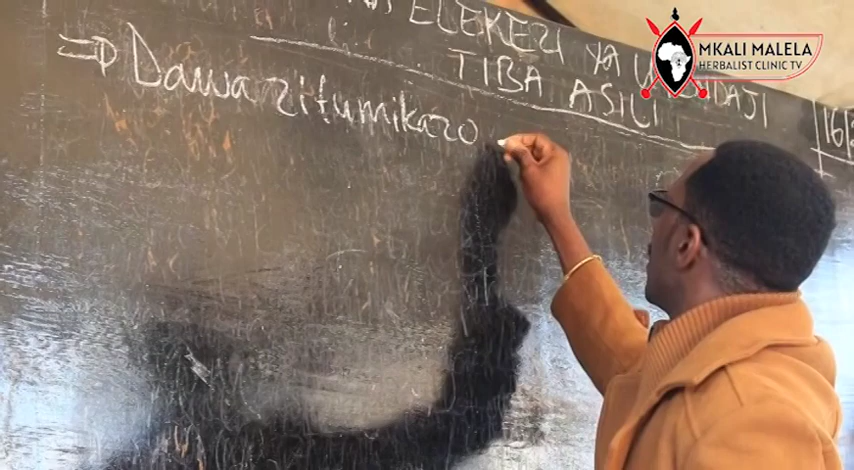 ELEKEZI YA
TIBA ASILI
⇒ Dawa zitumikazo
MKALI MALELA
HERBALIST CLINIC TV